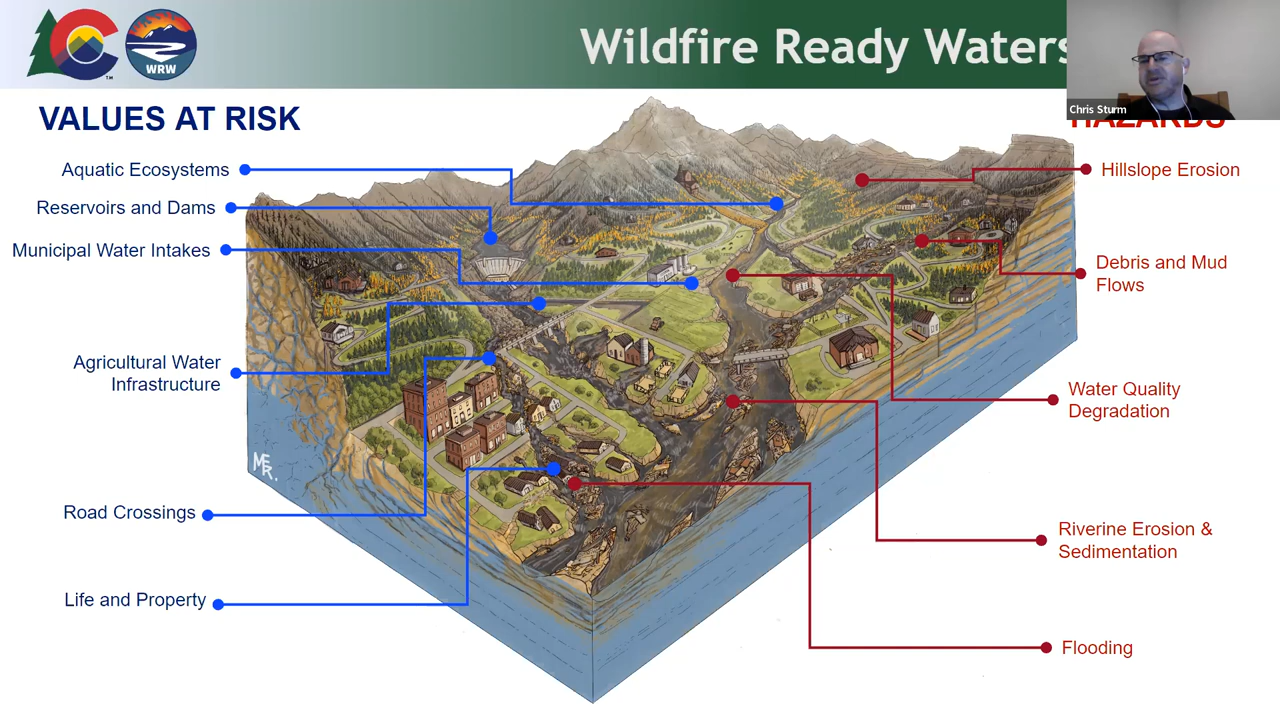 WRW
Wildfire Ready Waters
Chris Sturm
VALUES AT RISK
HAZARDS
Aquatic Ecosystems
Reservoirs and Dams
Municipal Water Intakes
Agricultural Water
Infrastructure
Road Crossings
Life and Property
Hillslope Erosion
Debris and Mud
Flows
Water Quality
Degradation
Riverine Erosion &
Sedimentation
Flooding
MER.